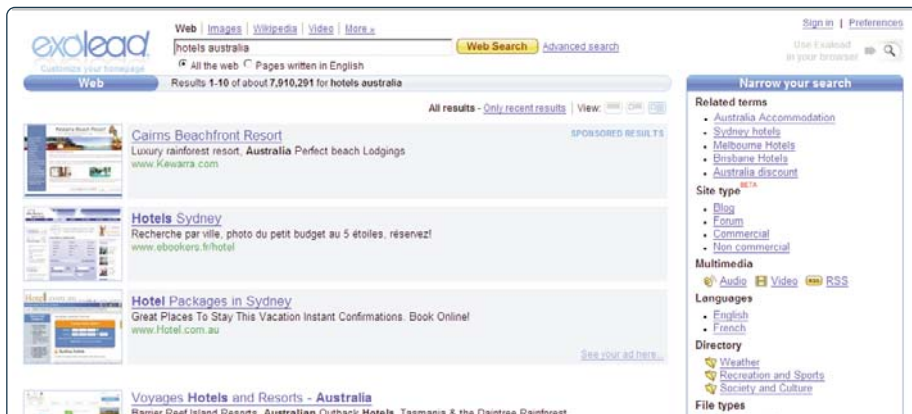 Sign in | Preferences
Web | Images | Wikipedia | Video | More »
exalead
Customize your homepage
hotels australia
Web Search
Advanced search
All the web
Pages written in English
Use Exalead
in your browser!
Web
Results 1-10 of about 7,910,291 for hotels australia
All results - Only recent results | View:
SPONSORED RESULTS
Cairns Beachfront Resort
Luxury rainforest resort, Australia Perfect beach Lodgings
www.Kewarra.com
Hotels Sydney
Recherche par ville, photo du petit budget au 5 étoiles, réservez!
www.ebookers.fr/hotel
Hotel Packages in Sydney
Great Places To Stay This Vacation Instant Confirmations. Book Online!
www.Hotel.com.au
See your ad here...
Voyages Hotels and Resorts - Australia
Barrier Reef Island Resorts, Australian Outback Hotels, Tasmania & the Daintree Rainforest
Narrow your search
Related terms
Australia Accommodation
Sydney hotels
Melbourne Hotels
Brisbane Hotels
Australia discount
Site type BETA
Blog
Forum
Commercial
Non commercial
Multimedia
Audio Video RSS RSS
Languages
English
French
Directory
Weather
Recreation and Sports
Society and Culture
File types